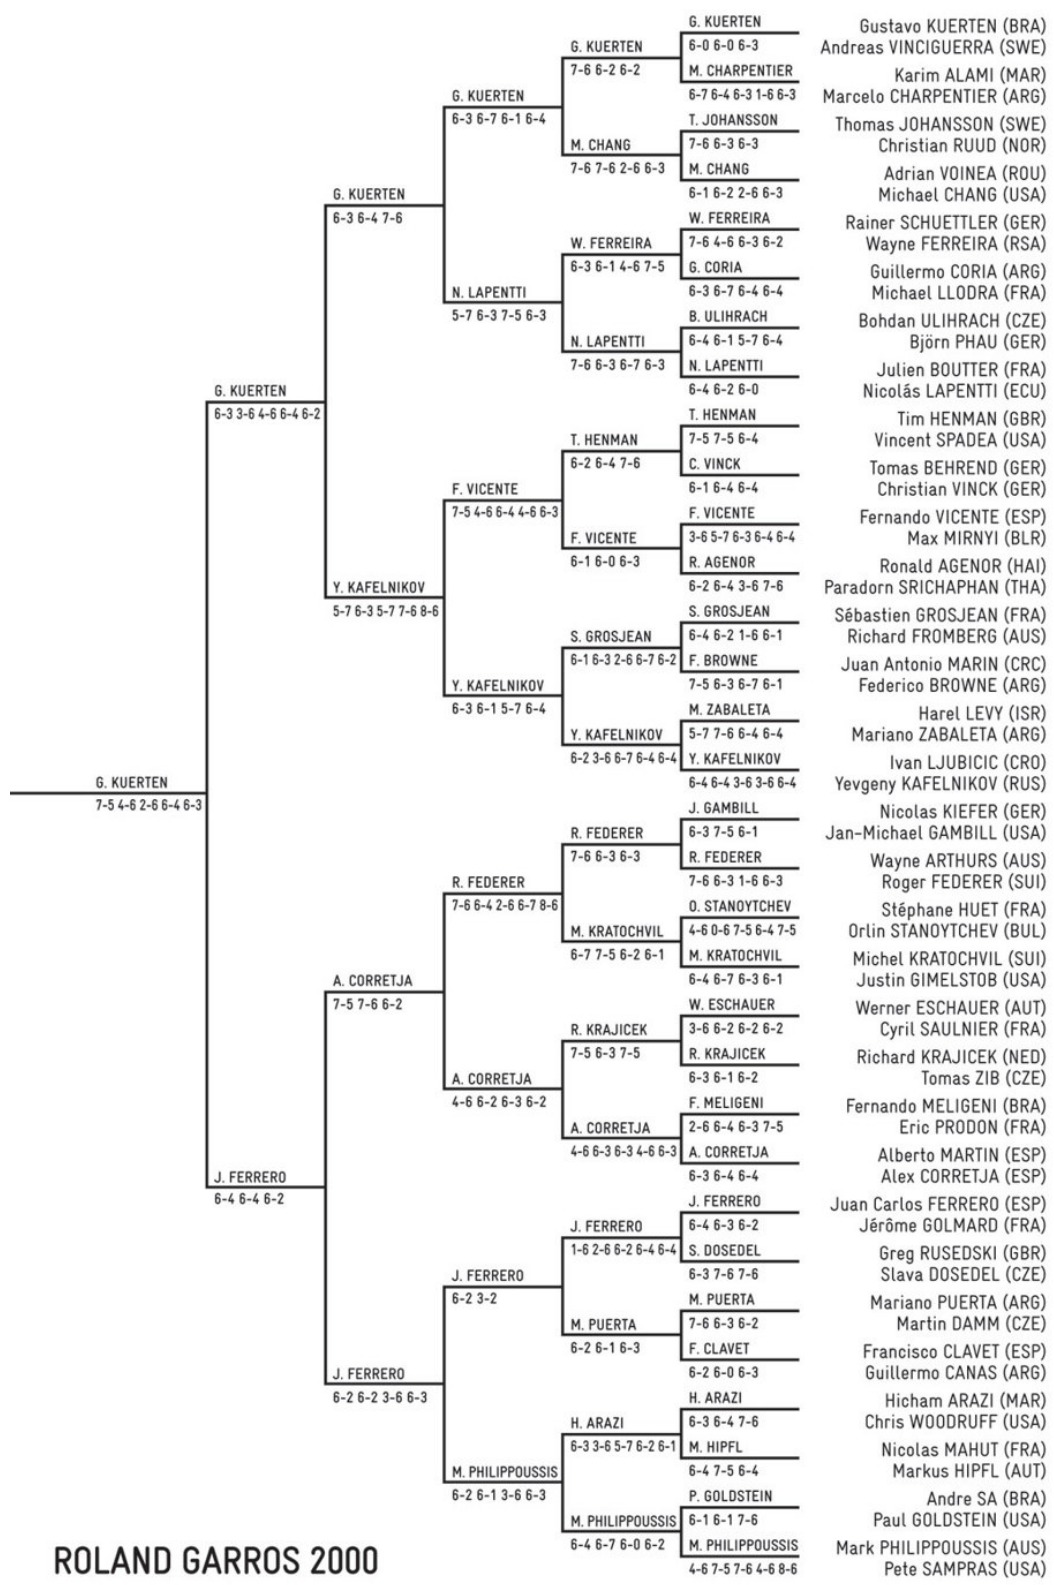 G. KUERTEN
Gustavo KUERTEN (BRA)
6-0 6-0 6-3
Andreas VINCIGUERRA (SWE)
G. KUERTEN
7-6 6-2 6-2
M. CHARPENTIER
Karim ALAMI (MAR)
6-7 6-4 6-3 1-6 6-3
Marcelo CHARPENTIER (ARG)
G. KUERTEN
6-3 6-7 6-1 6-4
T. JOHANSSON
Thomas JOHANSSON (SWE)
7-6 6-3 6-3
Christian RUUD (NOR)
M. CHANG
7-6 7-6 2-6 6-3
M. CHANG
Adrian VOINEA (ROU)
6-1 6-2 2-6 6-3
Michael CHANG (USA)
G. KUERTEN
6-3 6-4 7-6
W. FERREIRA
Rainer SCHUETTLER (GER)
7-6 4-6 6-3 6-2
Wayne FERREIRA (RSA)
W. FERREIRA
6-3 6-1 4-6 7-5
G. CORIA
Guillermo CORIA (ARG)
6-3 6-7 6-4 6-4
Michael LLODRA (FRA)
N. LAPENTTI
5-7 6-3 7-5 6-3
B. ULIHRACH
Bohdan ULIHRACH (CZE)
6-4 6-1 5-7 6-4
Björn PHAU (GER)
N. LAPENTTI
7-6 6-3 6-7 6-3
N. LAPENTTI
Julien BOUTTER (FRA)
6-4 6-2 6-0
Nicolás LAPENTTI (ECU)
G. KUERTEN
6-3 3-6 4-6 6-4 6-2
T. HENMAN
Tim HENMAN (GBR)
7-5 7-5 6-4
Vincent SPADEA (USA)
T. HENMAN
6-2 6-4 7-6
C. VINCK
Tomas BEHREND (GER)
6-1 6-4 6-4
Christian VINCK (GER)
F. VICENTE
7-5 4-6 6-4 4-6 6-3
F. VICENTE
Fernando VICENTE (ESP)
3-6 5-7 6-3 6-4 6-4
Max MIRNYI (BLR)
F. VICENTE
6-1 6-0 6-3
R. AGENOR
Ronald AGENOR (HAI)
6-2 6-4 3-6 7-6
Paradorn SRICHAPHAN (THA)
Y. KAFELNIKOV
5-7 6-3 5-7 7-6 8-6
S. GROSJEAN
Sébastien GROSJEAN (FRA)
6-4 6-2 1-6 6-1
Richard FROMBERG (AUS)
S. GROSJEAN
6-1 6-3 2-6 6-7 6-2
F. BROWNE
Juan Antonio MARIN (CRC)
7-5 6-3 6-7 6-1
Federico BROWNE (ARG)
Y. KAFELNIKOV
6-3 6-1 5-7 6-4
M. ZABALETA
Harel LEVY (ISR)
5-7 7-6 6-4 6-4
Mariano ZABALETA (ARG)
Y. KAFELNIKOV
6-2 3-6 6-7 6-4 6-4
Y. KAFELNIKOV
Ivan LJUBICIC (CRO)
6-4 6-4 3-6 3-6 6-4
Yevgeny KAFELNIKOV (RUS)
G. KUERTEN
7-5 4-6 2-6 6-4 6-3
J. GAMBILL
Nicolas KIEFER (GER)
6-3 7-5 6-1
Jan-Michael GAMBILL (USA)
R. FEDERER
7-6 6-3 6-3
R. FEDERER
Wayne ARTHURS (AUS)
7-6 6-3 1-6 6-3
Roger FEDERER (SUI)
R. FEDERER
7-6 6-4 2-6 6-7 8-6
O. STANOYTCHEV
Stéphane HUET (FRA)
4-6 0-6 7-5 6-4 7-5
Orlin STANOYTCHEV (BUL)
M. KRATOCHVIL
6-7 7-5 6-2 6-1
M. KRATOCHVIL
Michel KRATOCHVIL (SUI)
6-4 6-7 6-3 6-1
Justin GIMELSTOB (USA)
A. CORRETJA
7-5 7-6 6-2
W. ESCHAUER
Werner ESCHAUER (AUT)
3-6 6-2 6-2 6-2
Cyril SAULNIER (FRA)
R. KRAJICEK
7-5 6-3 7-5
R. KRAJICEK
Richard KRAJICEK (NED)
6-3 6-1 6-2
Tomas ZIB (CZE)
A. CORRETJA
4-6 6-2 6-3 6-2
F. MELIGENI
Fernando MELIGENI (BRA)
2-6 6-4 6-3 7-5
Eric PRODON (FRA)
A. CORRETJA
4-6 6-3 6-3 4-6 6-3
A. CORRETJA
Alberto MARTIN (ESP)
6-3 6-4 6-4
Alex CORRETJA (ESP)
J. FERRERO
6-4 6-4 6-2
J. FERRERO
Juan Carlos FERRERO (ESP)
6-4 6-3 6-2
Jérôme GOLMARD (FRA)
J. FERRERO
1-6 2-6 6-2 6-4 6-4
S. DOSEDEL
Greg RUSEDSKI (GBR)
6-3 7-6 7-6
Slava DOSEDEL (CZE)
J. FERRERO
6-2 3-2
M. PUERTA
Mariano PUERTA (ARG)
7-6 6-3 6-2
Martin DAMM (CZE)
M. PUERTA
6-2 6-1 6-3
F. CLAVET
Francisco CLAVET (ESP)
6-2 6-0 6-3
Guillermo CANAS (ARG)
J. FERRERO
6-2 6-2 3-6 6-3
H. ARAZI
Hicham ARAZI (MAR)
6-3 6-4 7-6
Chris WOODRUFF (USA)
H. ARAZI
6-3 3-6 5-7 6-2 6-1
M. HIPFL
Nicolas MAHUT (FRA)
6-4 7-5 6-4
Markus HIPFL (AUT)
M. PHILIPPOUSSIS
6-2 6-1 3-6 6-3
P. GOLDSTEIN
Andre SA (BRA)
6-1 6-1 7-6
Paul GOLDSTEIN (USA)
M. PHILIPPOUSSIS
6-4 6-7 6-0 6-2
M. PHILIPPOUSSIS
Mark PHILIPPOUSSIS (AUS)
4-6 7-5 7-6 4-6 8-6
Pete SAMPRAS (USA)
ROLAND GARROS 2000